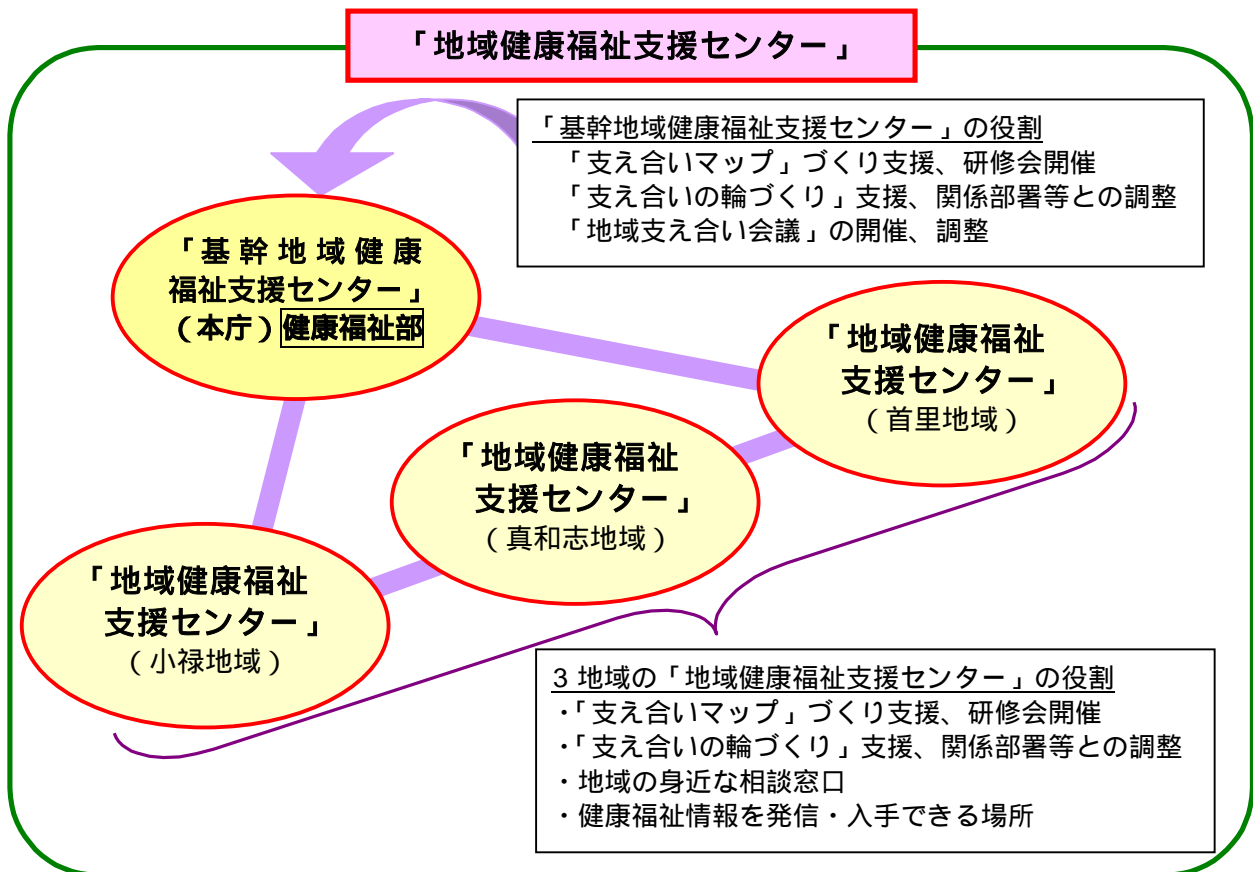 「地域健康福祉支援センター」
「基幹地域健康福祉支援センター」の役割
「支え合いマップ」づくり支援、研修会開催
「支え合いの輪づくり」支援、関係部署等との調整
「地域支え合い会議」の開催、調整
「基幹地域健康
福祉支援センター」
（本庁）健康福祉部
「地域健康福祉
支援センター」
（首里地域）
「地域健康福祉
支援センター」
（真和志地域）
「地域健康福祉
支援センター」
（小禄地域）
3地域の「地域健康福祉支援センター」の役割
・「支え合いマップ」づくり支援、研修会開催
・「支え合いの輪づくり」支援、関係部署等との調整
・地域の身近な相談窓口
・健康福祉情報を発信・入手できる場所